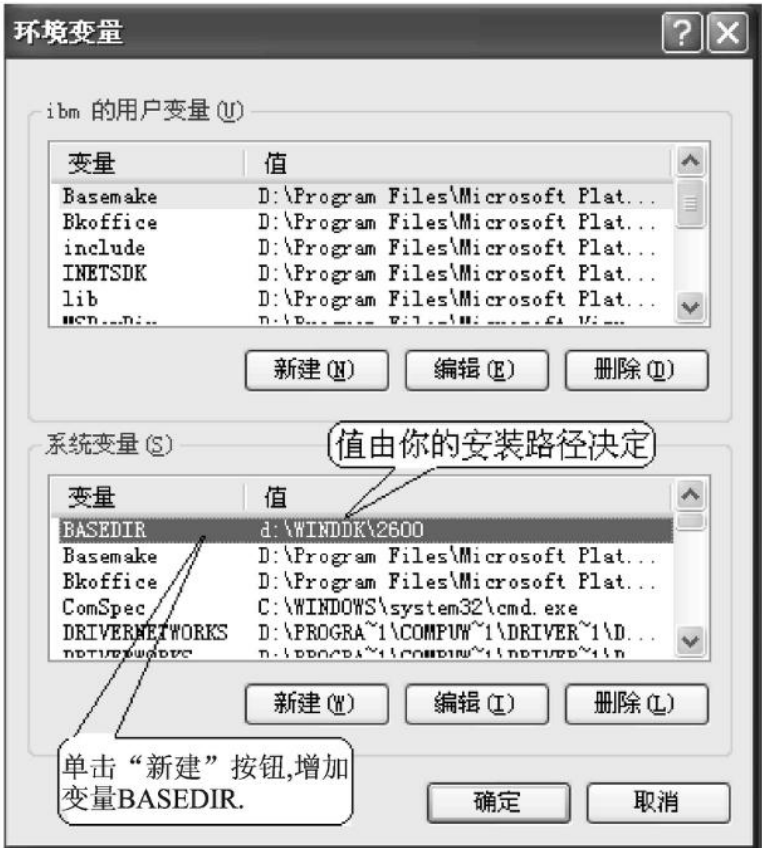 环境变量
ibm 的用户变量(U)
变量 值
Basemake D:\Program Files\Microsoft Plat...
Bkoffice D:\Program Files\Microsoft Plat...
include D:\Program Files\Microsoft Plat...
INETSDK D:\Program Files\Microsoft Plat...
lib D:\Program Files\Microsoft Plat...
新建(N) 编辑(E) 删除(D)
系统变量(S)
值由你的安装路径决定
变量 值
BASEDIR d:\WINDDK\2600
Basemake D:\Program Files\Microsoft Plat...
Bkoffice D:\Program Files\Microsoft Plat...
ComSpec C:\WINDOWS\system32\cmd.exe
DRIVERNETWORKS D:\PROGRA~1\COMPUW~1\DRIVER~1\D...
新建(W) 编辑(I) 删除(L)
单击“新建”按钮,增加
变量BASEDIR.
确定 取消